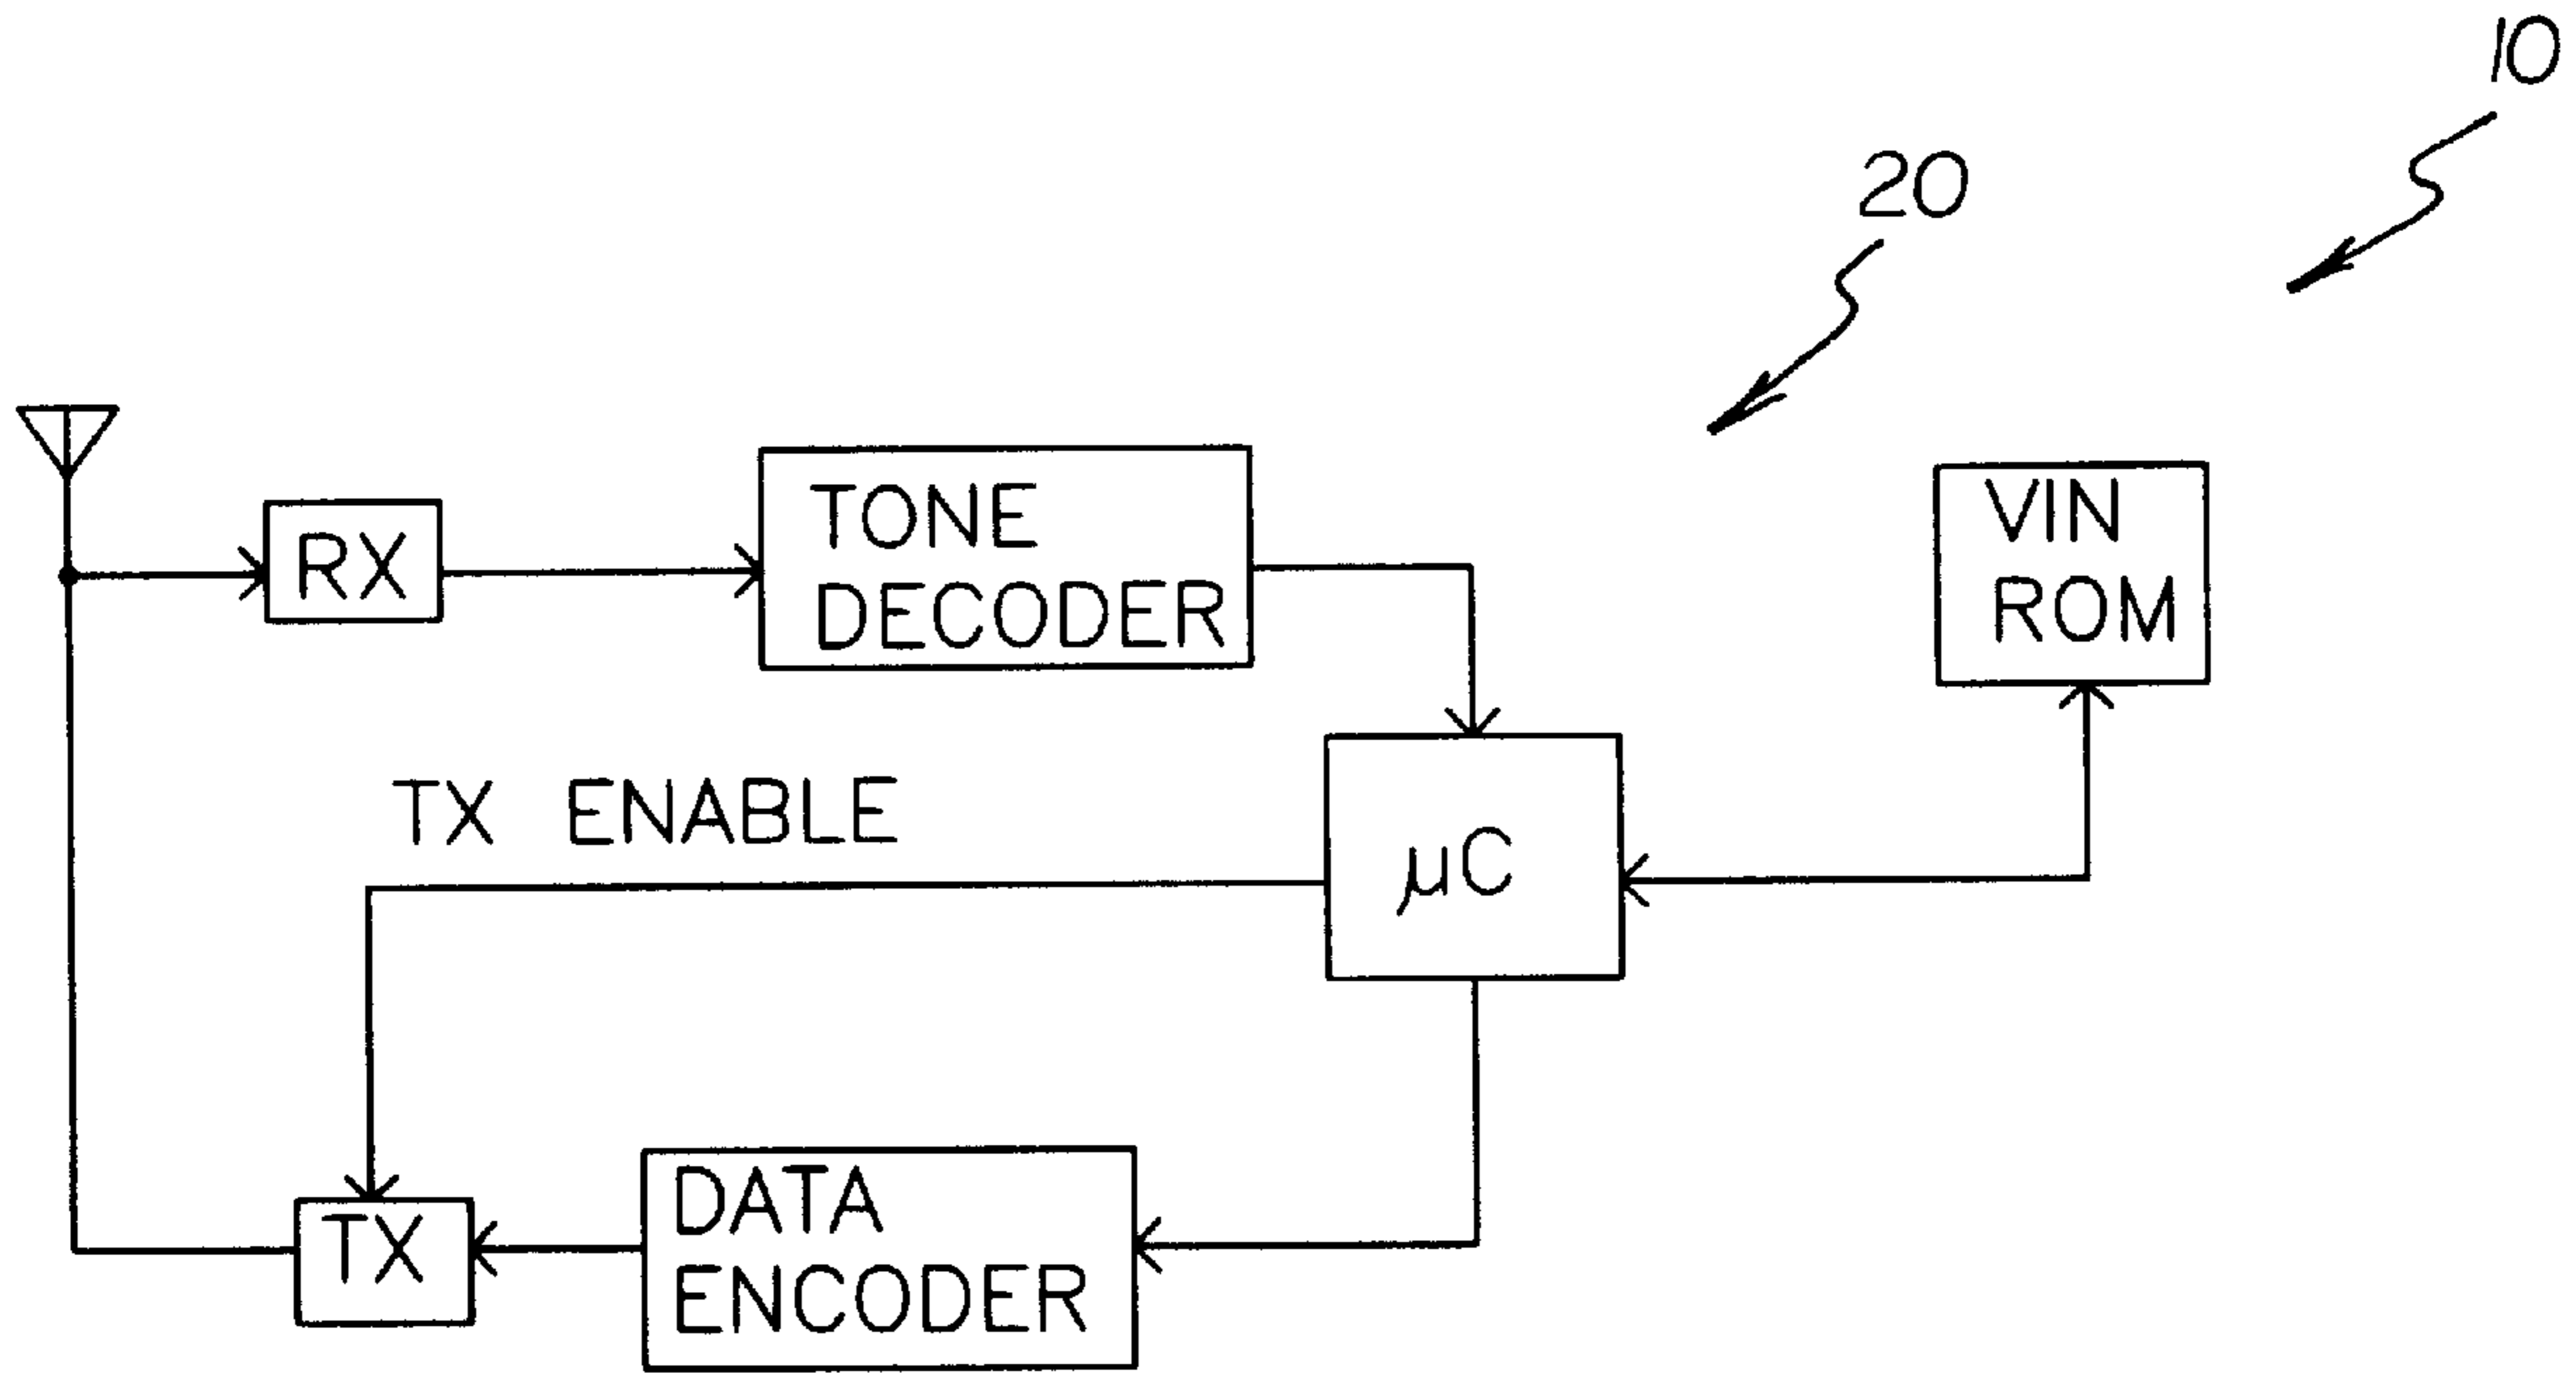 10
20
TONE
DECODER
VIN
ROM
RX
TX ENABLE
µC
TX
DATA
ENCODER